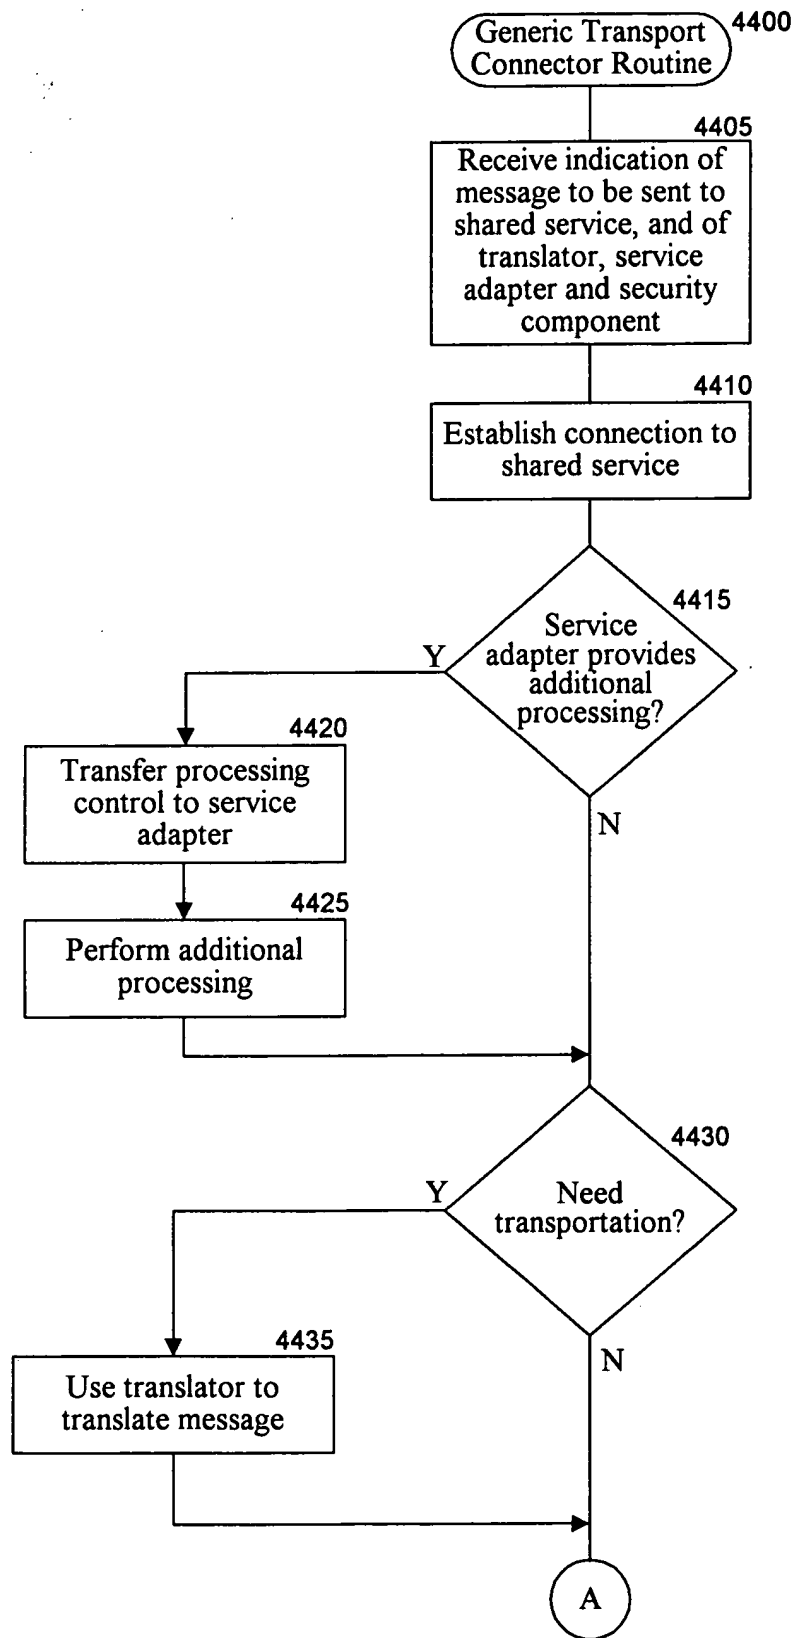 Generic Transport
Connector Routine
4400
4405
Receive indication of
message to be sent to
shared service, and of
translator, service
adapter and security
component
4410
Establish connection to
shared service
4415
Service
adapter provides
additional
processing?
Y
N
4420
Transfer processing
control to service
adapter
4425
Perform additional
processing
4430
Need
transportation?
Y
N
4435
Use translator to
translate message
A